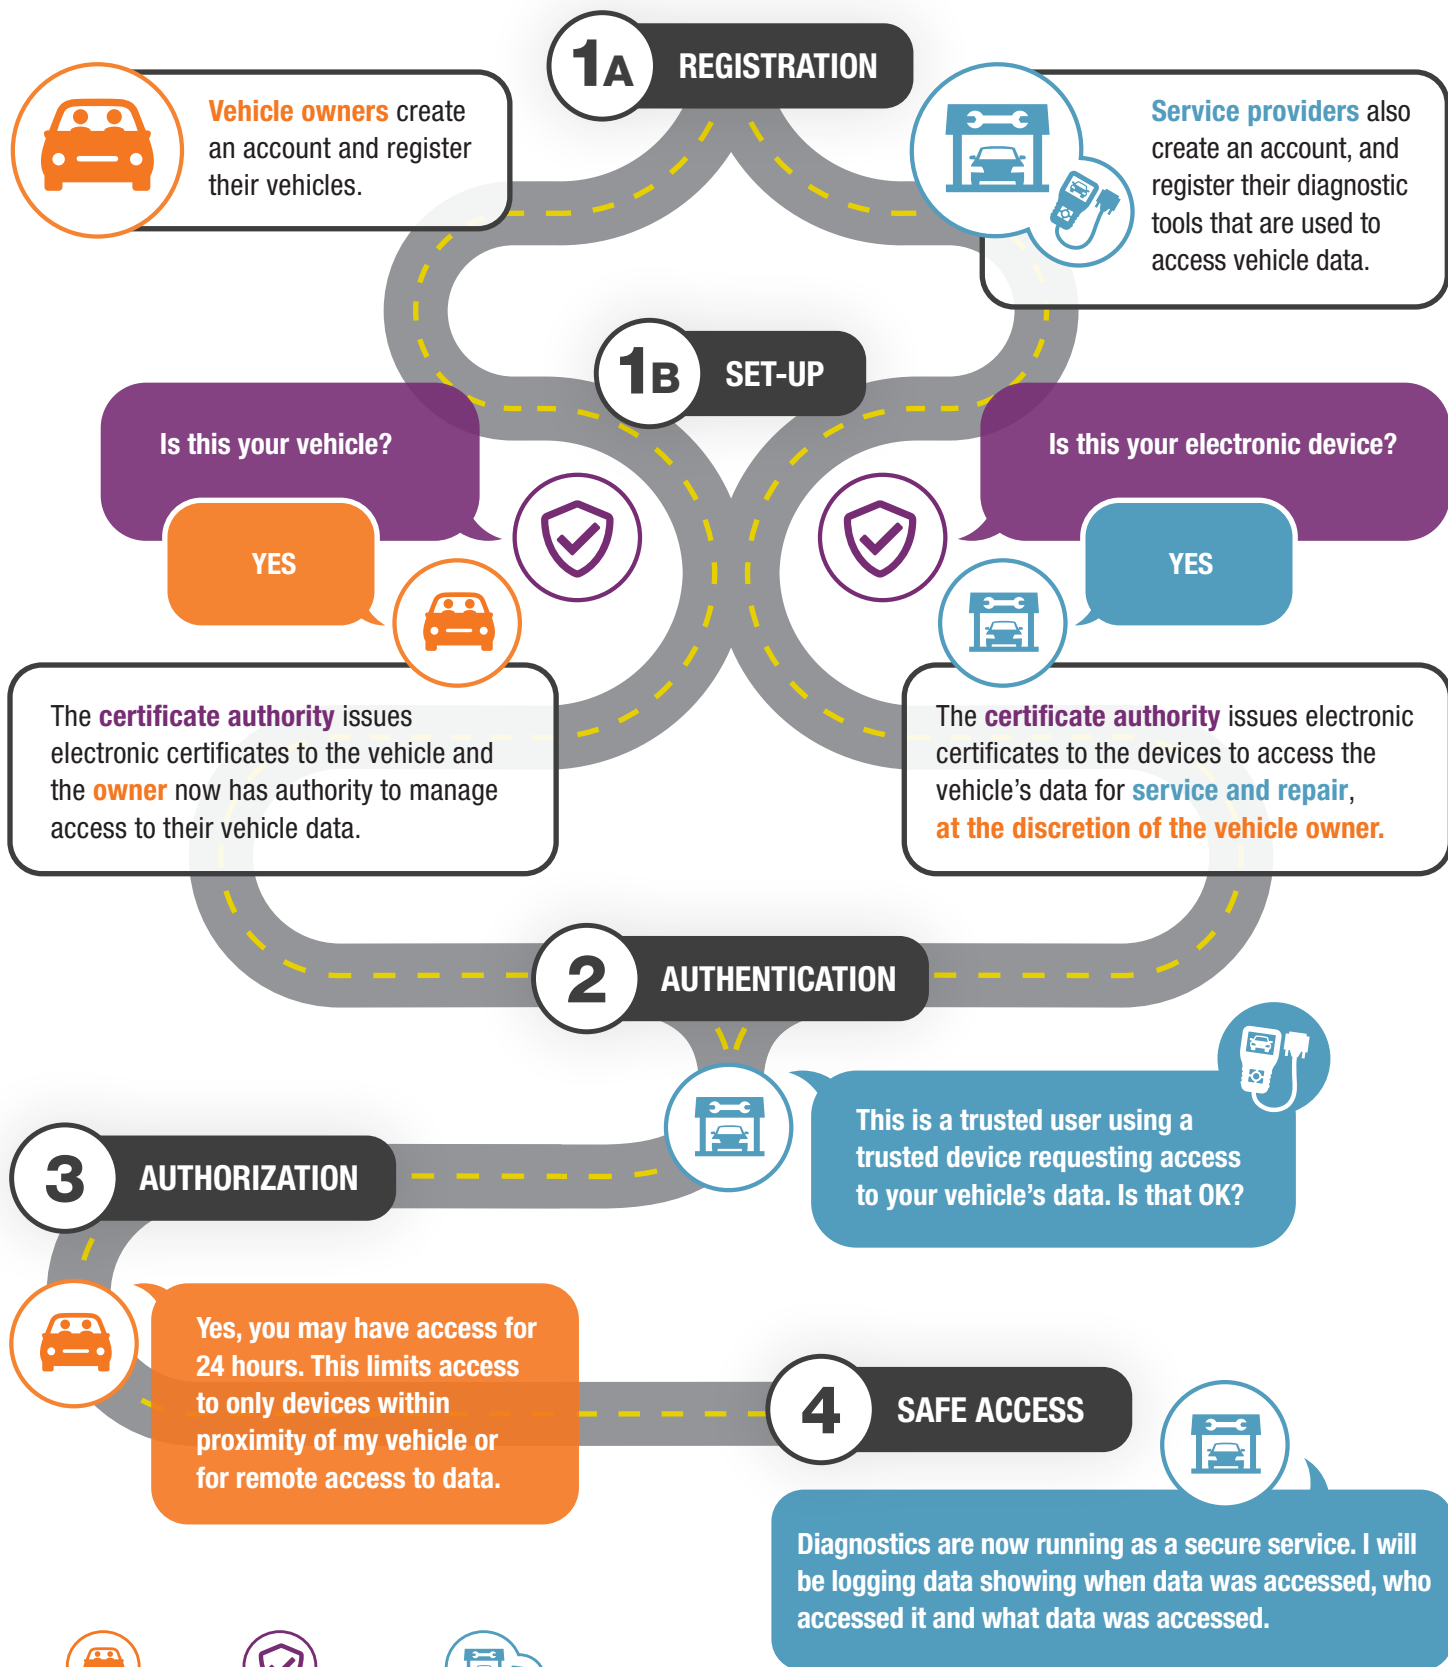 1A REGISTRATION
Vehicle owners create
an account and register
their vehicles.
Service providers also
create an account, and
register their diagnostic
tools that are used to
access vehicle data.
1B SET-UP
Is this your vehicle?
YES
Is this your electronic device?
YES
The certificate authority issues
electronic certificates to the vehicle and
the owner now has authority to manage
access to their vehicle data.
The certificate authority issues electronic
certificates to the devices to access the
vehicle’s data for service and repair,
at the discretion of the vehicle owner.
2 AUTHENTICATION
This is a trusted user using a
trusted device requesting access
to your vehicle’s data. Is that OK?
3 AUTHORIZATION
Yes, you may have access for
24 hours. This limits access
to only devices within
proximity of my vehicle or
for remote access to data.
4 SAFE ACCESS
Diagnostics are now running as a secure service. I will
be logging data showing when data was accessed, who
accessed it and what data was accessed.